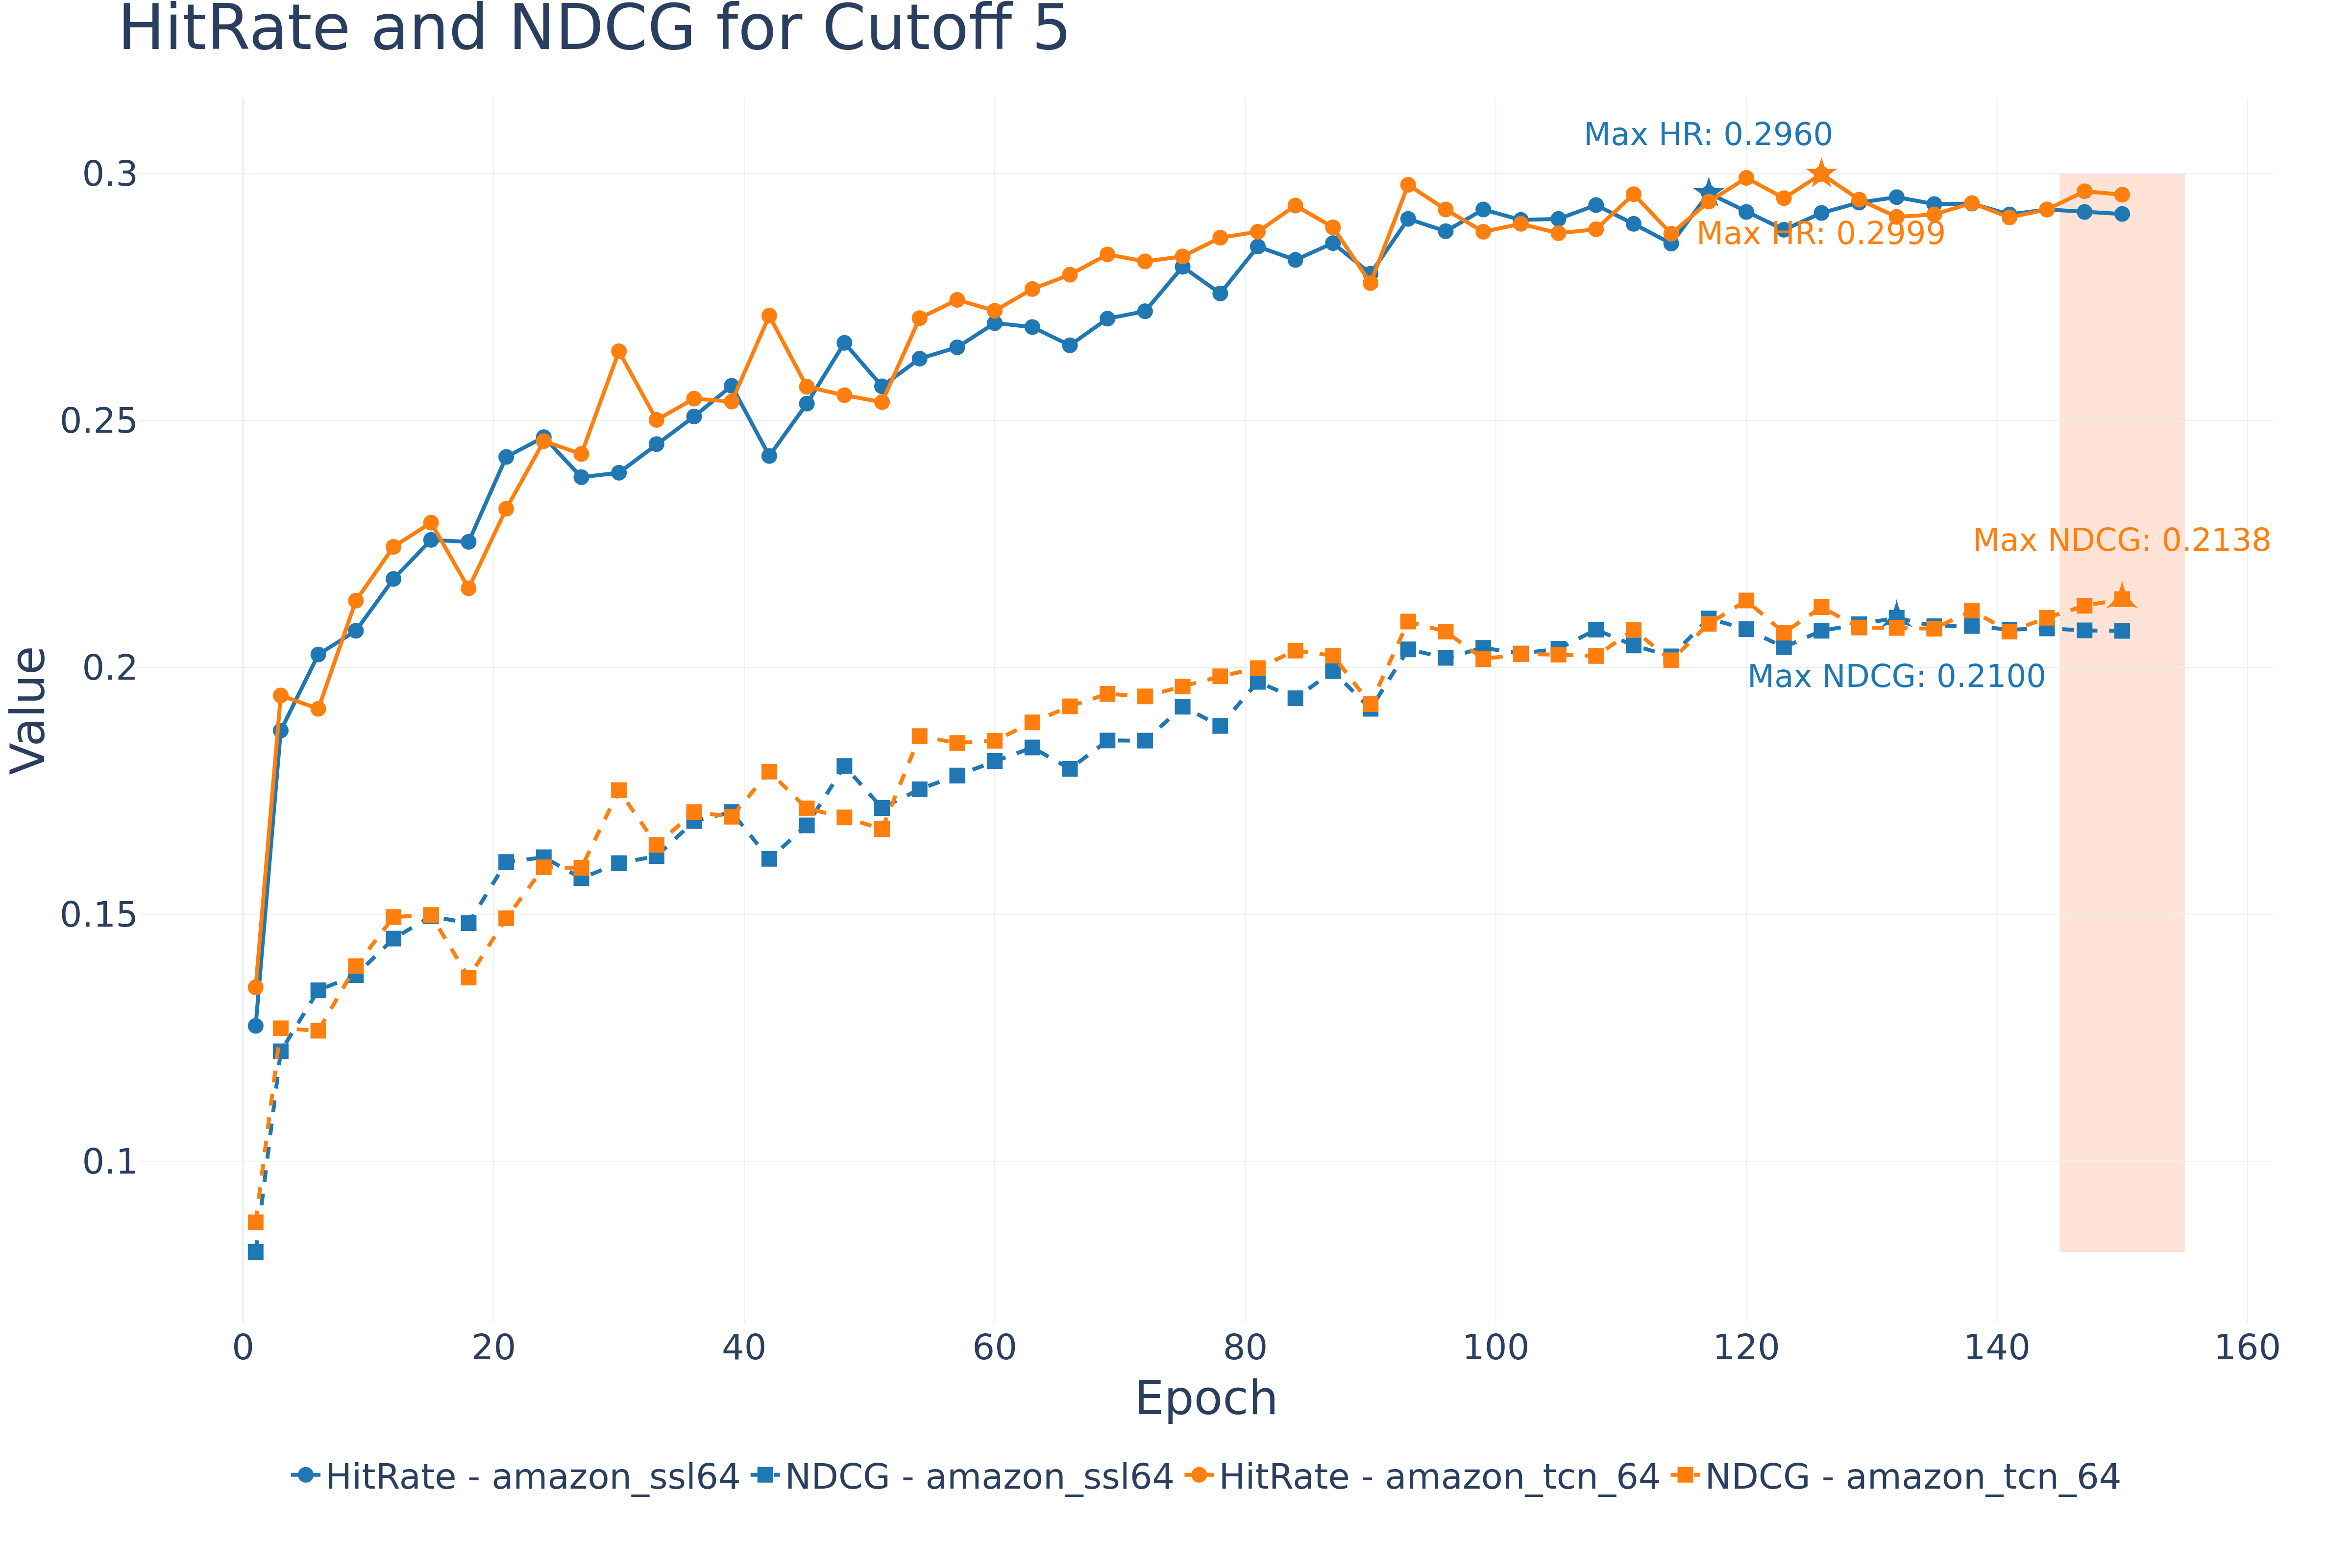 HitRate and NDCG for Cutoff 5
Max HR: 0.2960
0.3
Max HR: 0.2999
0.25
Max NDCG: 0.2138
0.2
Max NDCG: 0.2100
Value
0.15
0.1
0 20 40 60 80 100 120 140 160
Epoch
HitRate - amazon_ssl64 NDCG - amazon_ssl64 HitRate - amazon_tcn_64 NDCG - amazon_tcn_64